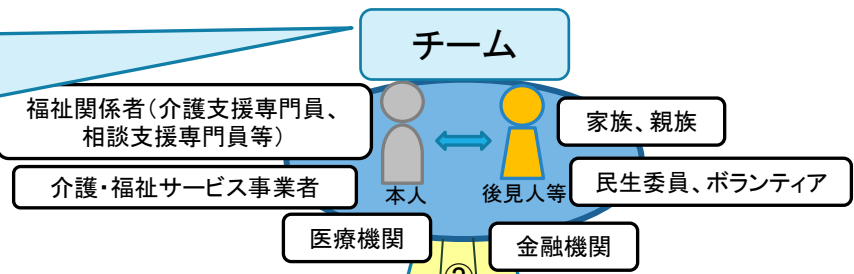 チーム
福祉関係者(介護支援専門員、
相談支援専門員等)
家族、親族
介護・福祉サービス事業者
本人
後見人等
民生委員、ボランティア
医療機関
金融機関